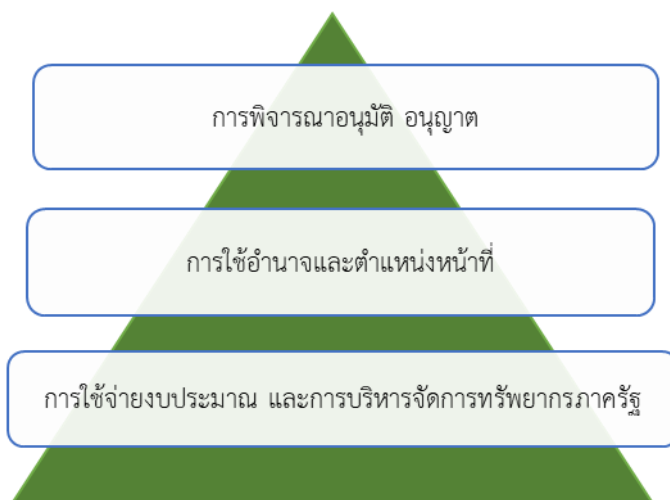 การพิจารณาอนุมัติ อนุญาต
การใช้อำนาจและตำแหน่งหน้าที่
การใช้จ่ายงบประมาณ และการบริหารจัดการทรัพยากรภาครัฐ